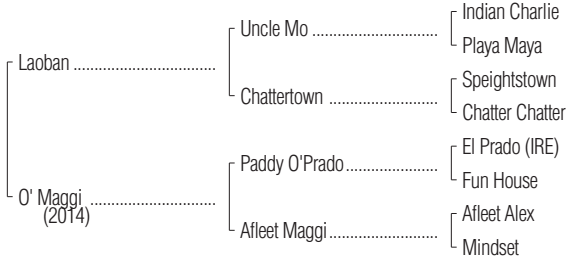 Indian Charlie
Uncle Mo ................................
Playa Maya
Laoban ...................................
Speightstown
Chattertown ...........................
Chatter Chatter
El Prado (IRE)
Paddy O'Prado .......................
Fun House
O' Maggi ...............................
(2014)
Afleet Alex
Afleet Maggi ...........................
Mindset